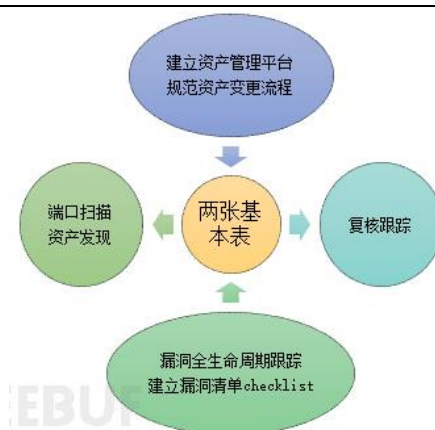 建立资产管理平台
规范资产变更流程
端口扫描
资产发现
两张基
本表
复核跟踪
漏洞全生命周期跟踪
建立漏洞清单checklist
EEBUF